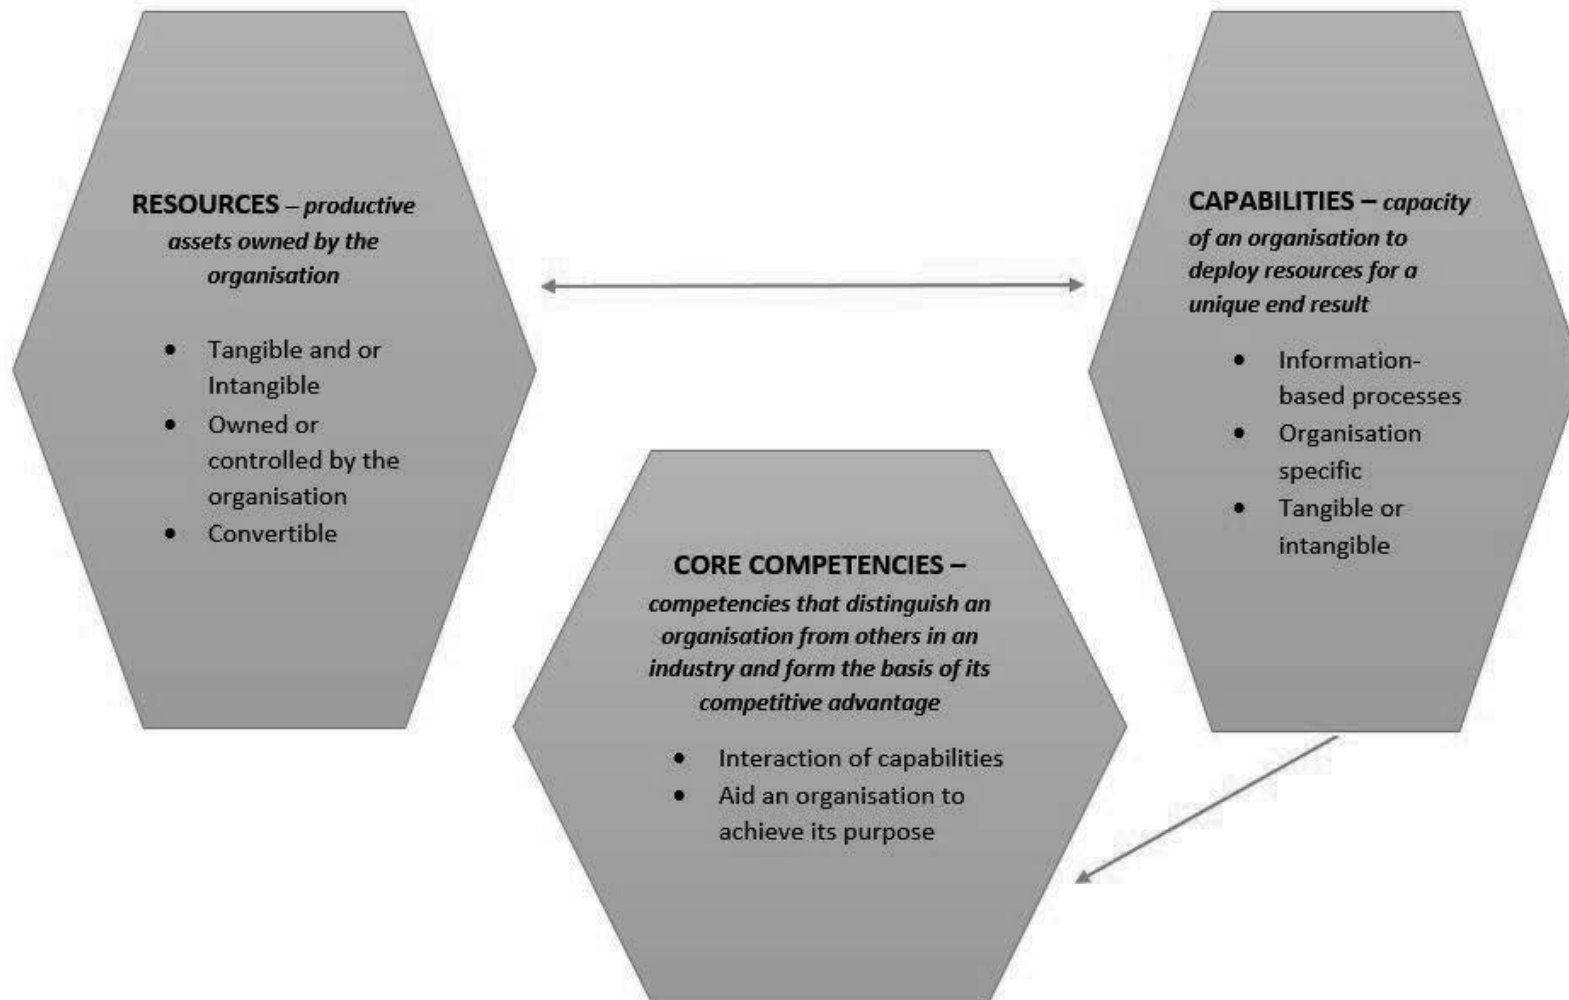 RESOURCES – productive
assets owned by the
organisation
• Tangible and or
Intangible
• Owned or
controlled by the
organisation
• Convertible
CAPABILITIES – capacity
of an organisation to
deploy resources for a
unique end result
• Information-
based processes
• Organisation
specific
• Tangible or
intangible
CORE COMPETENCIES –
competencies that distinguish an
organisation from others in an
industry and form the basis of its
competitive advantage
• Interaction of capabilities
• Aid an organisation to
achieve its purpose